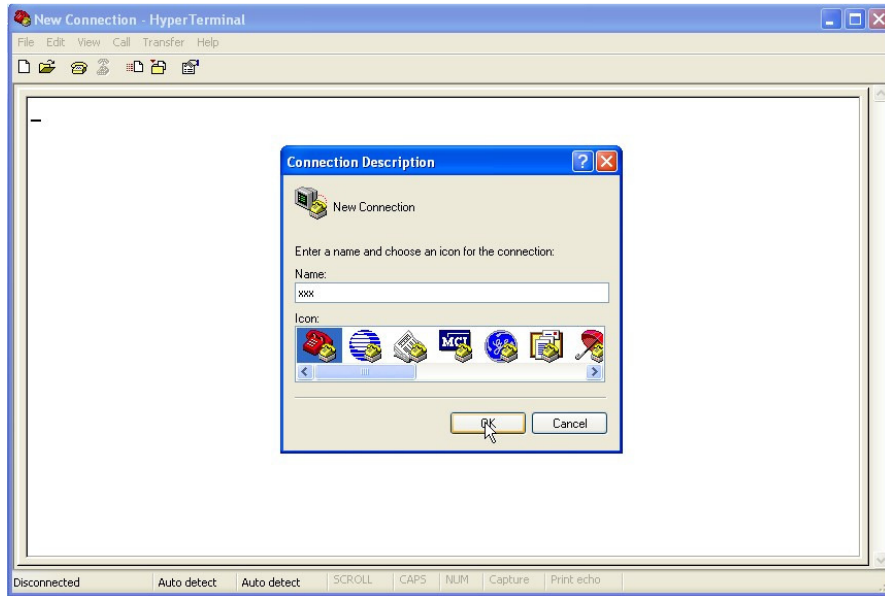 New Connection - HyperTerminal
File Edit View Call Transfer Help
Connection Description
New Connection
Enter a name and choose an icon for the connection:
Name:
xxx
Icon:
MCI
OK Cancel
Disconnected Auto detect Auto detect SCROLL CAPS NUM Capture Print echo